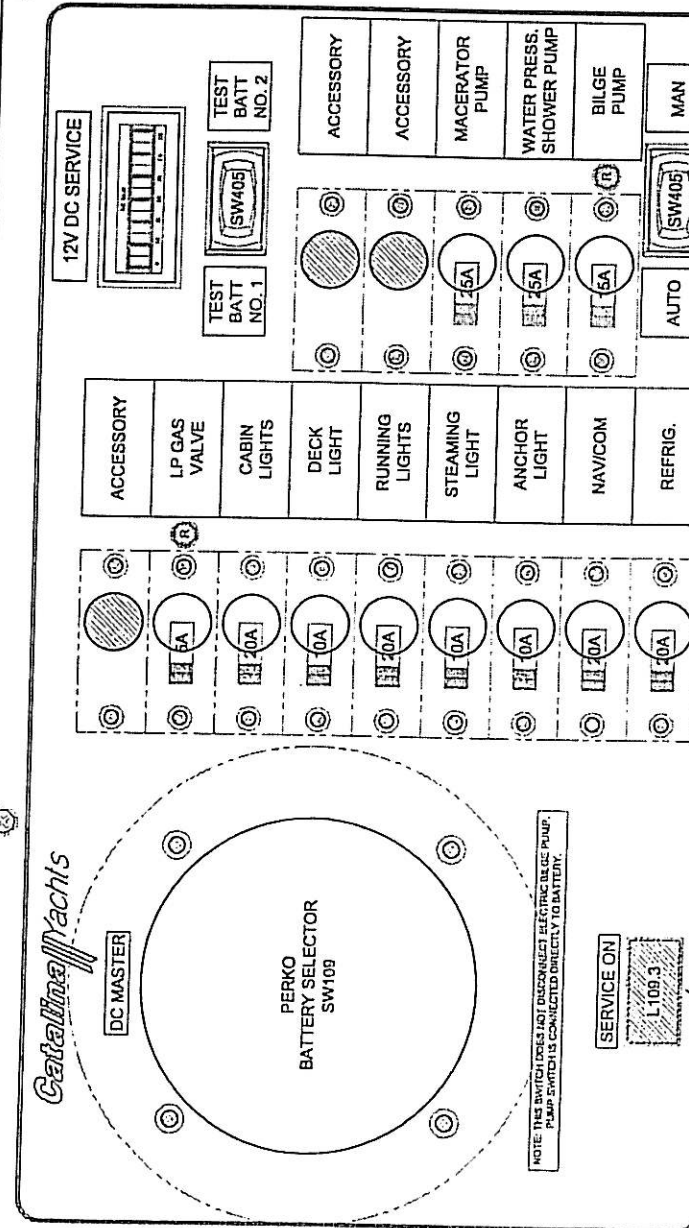 Catalina Yachts
DC MASTER
PERKO
BATTERY SELECTOR
SW109
NOTE: THIS SWITCH DOES NOT DISCONNECT ELECTRIC BILGE PUMP.
PUMP SWITCH IS CONNECTED DIRECTLY TO BATTERY.
SERVICE ON
L109.3
ACCESSORY
5A
R
LP GAS
VALVE
20A
CABIN
LIGHTS
10A
DECK
LIGHT
20A
RUNNING
LIGHTS
10A
STEAMING
LIGHT
10A
ANCHOR
LIGHT
20A
NAV/COM
20A
REFRIG.
12V DC SERVICE
TEST
BATT
NO. 1
SW405
TEST
BATT
NO. 2
ACCESSORY
ACCESSORY
25A
MACERATOR
PUMP
25A
WATER PRESS.
SHOWER PUMP
15A
R
BILGE
PUMP
AUTO
SW405
MAN